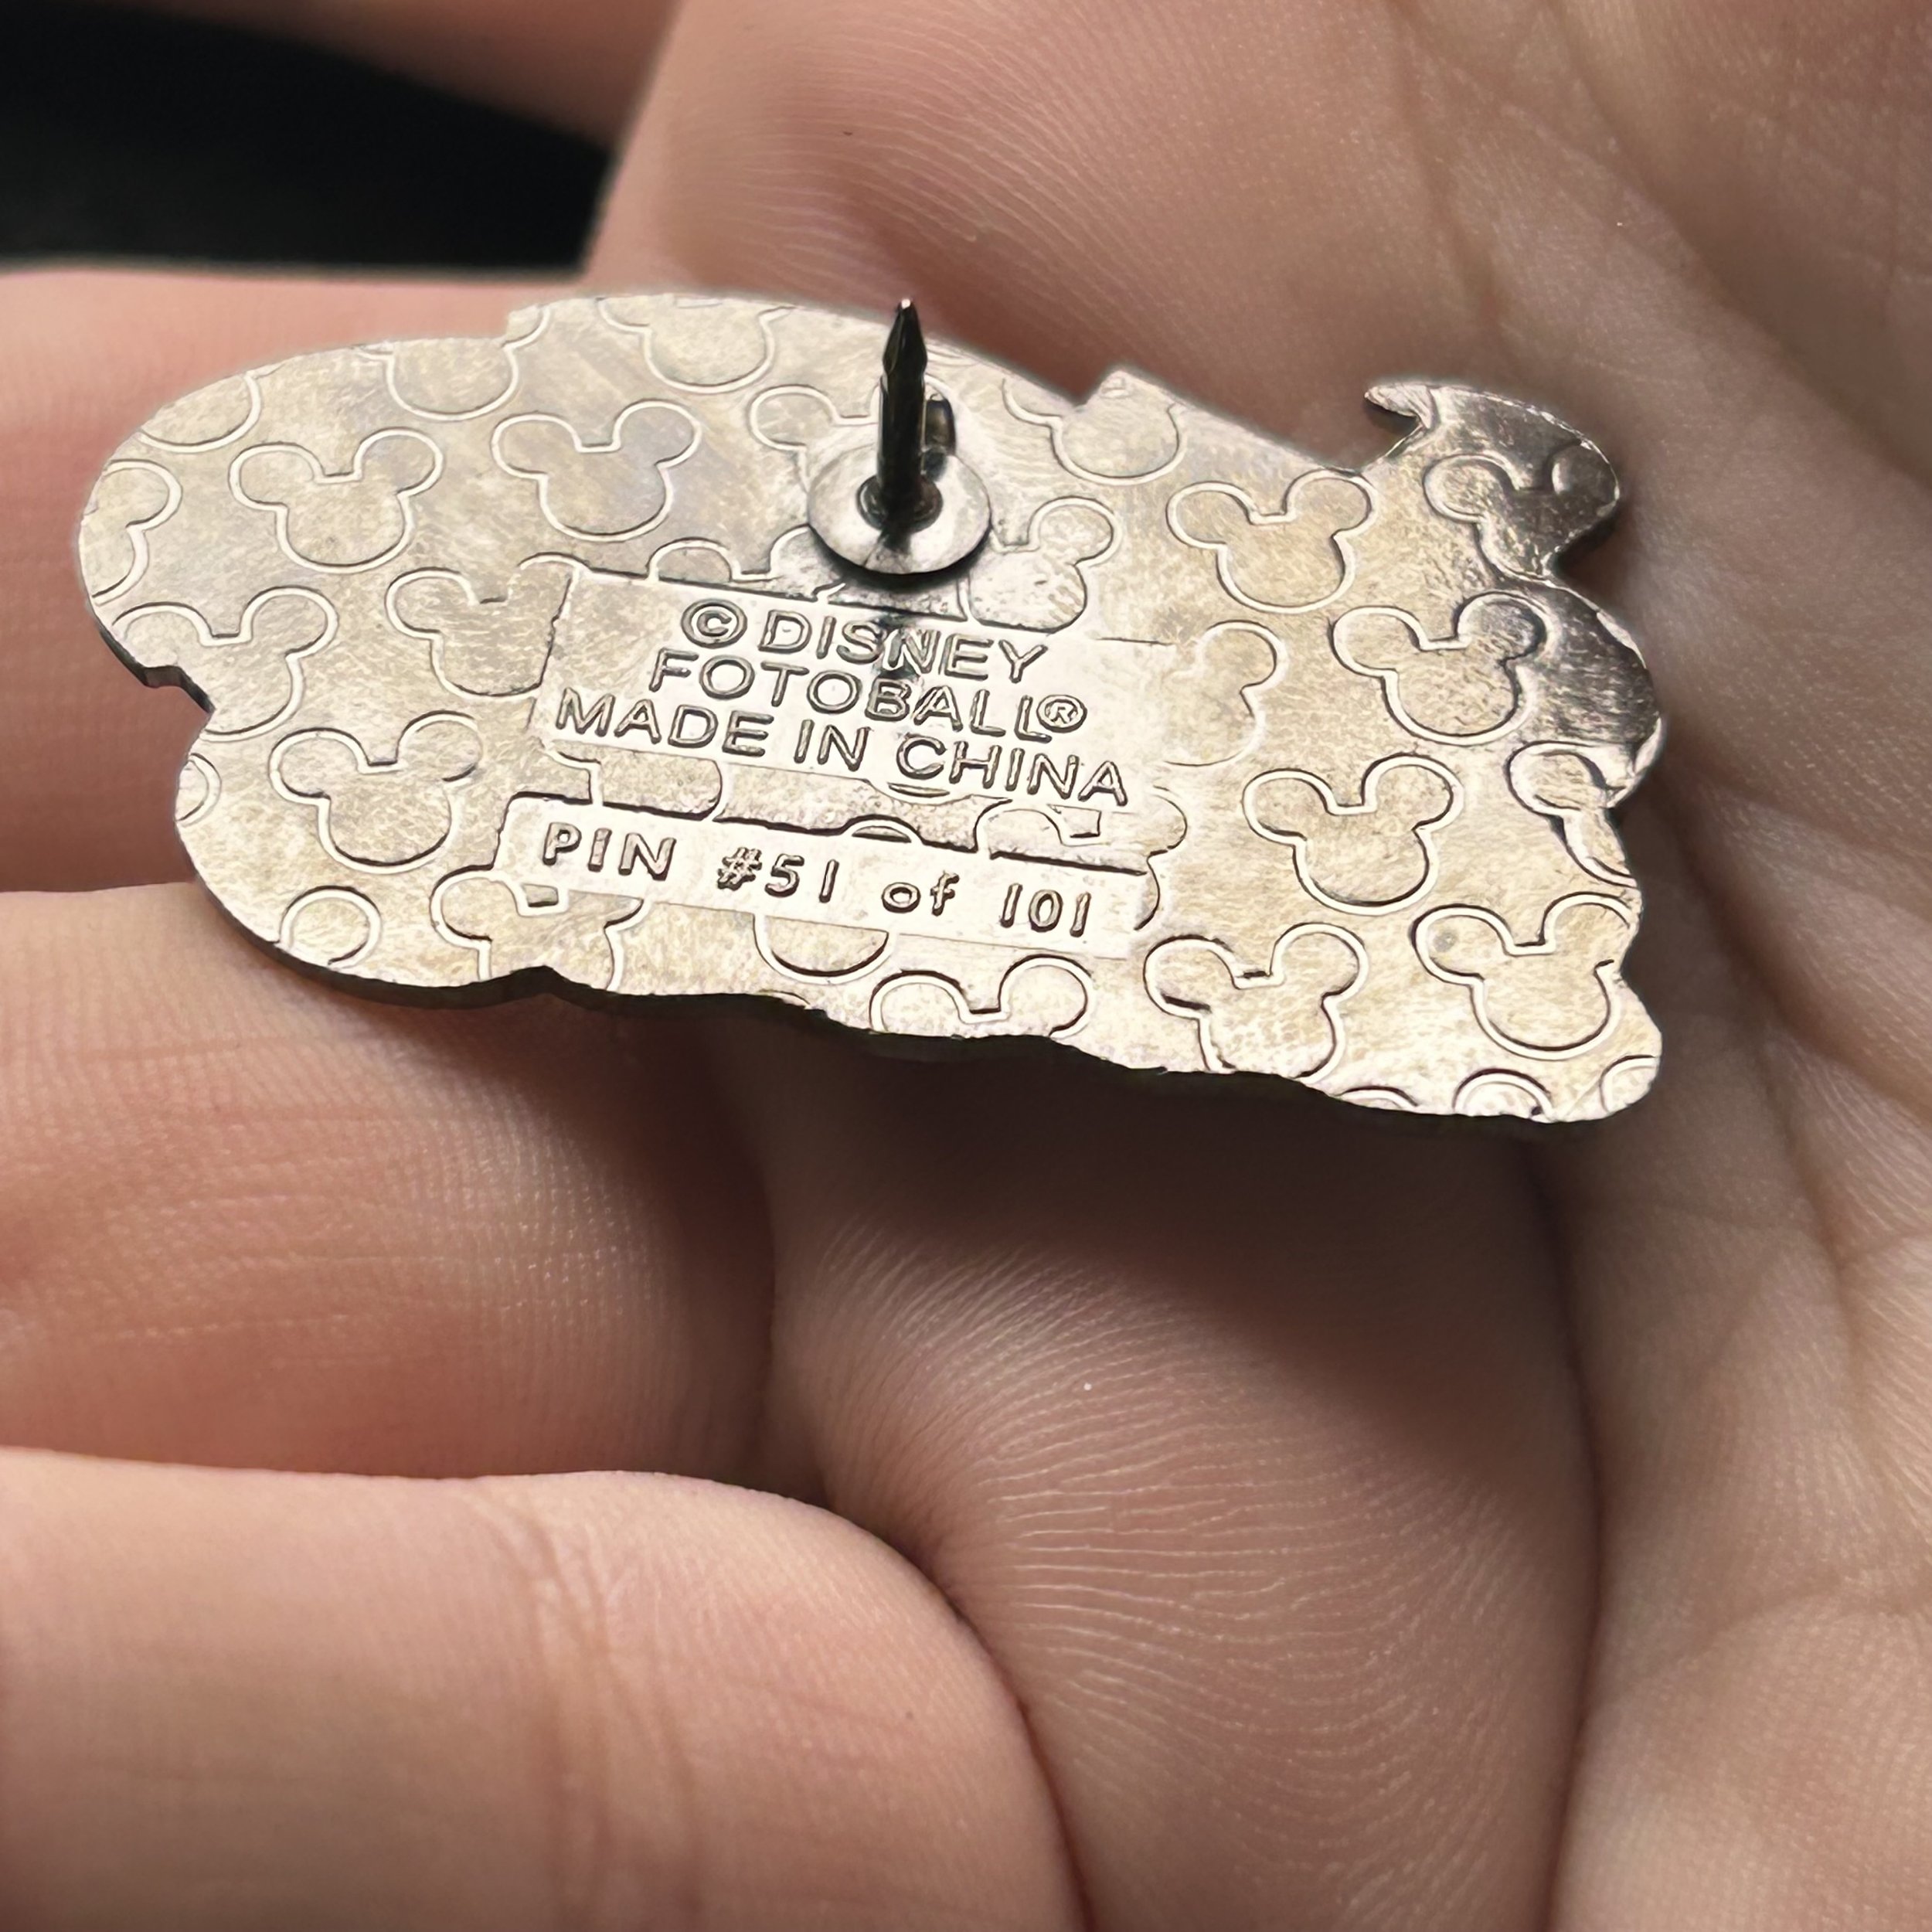 © DISNEY
FOTOBALL®
MADE IN CHINA
PIN #51 of 101